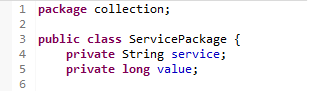 1 package collection;
2
3 public class ServicePackage {
4     private String service;
5     private long value;
6